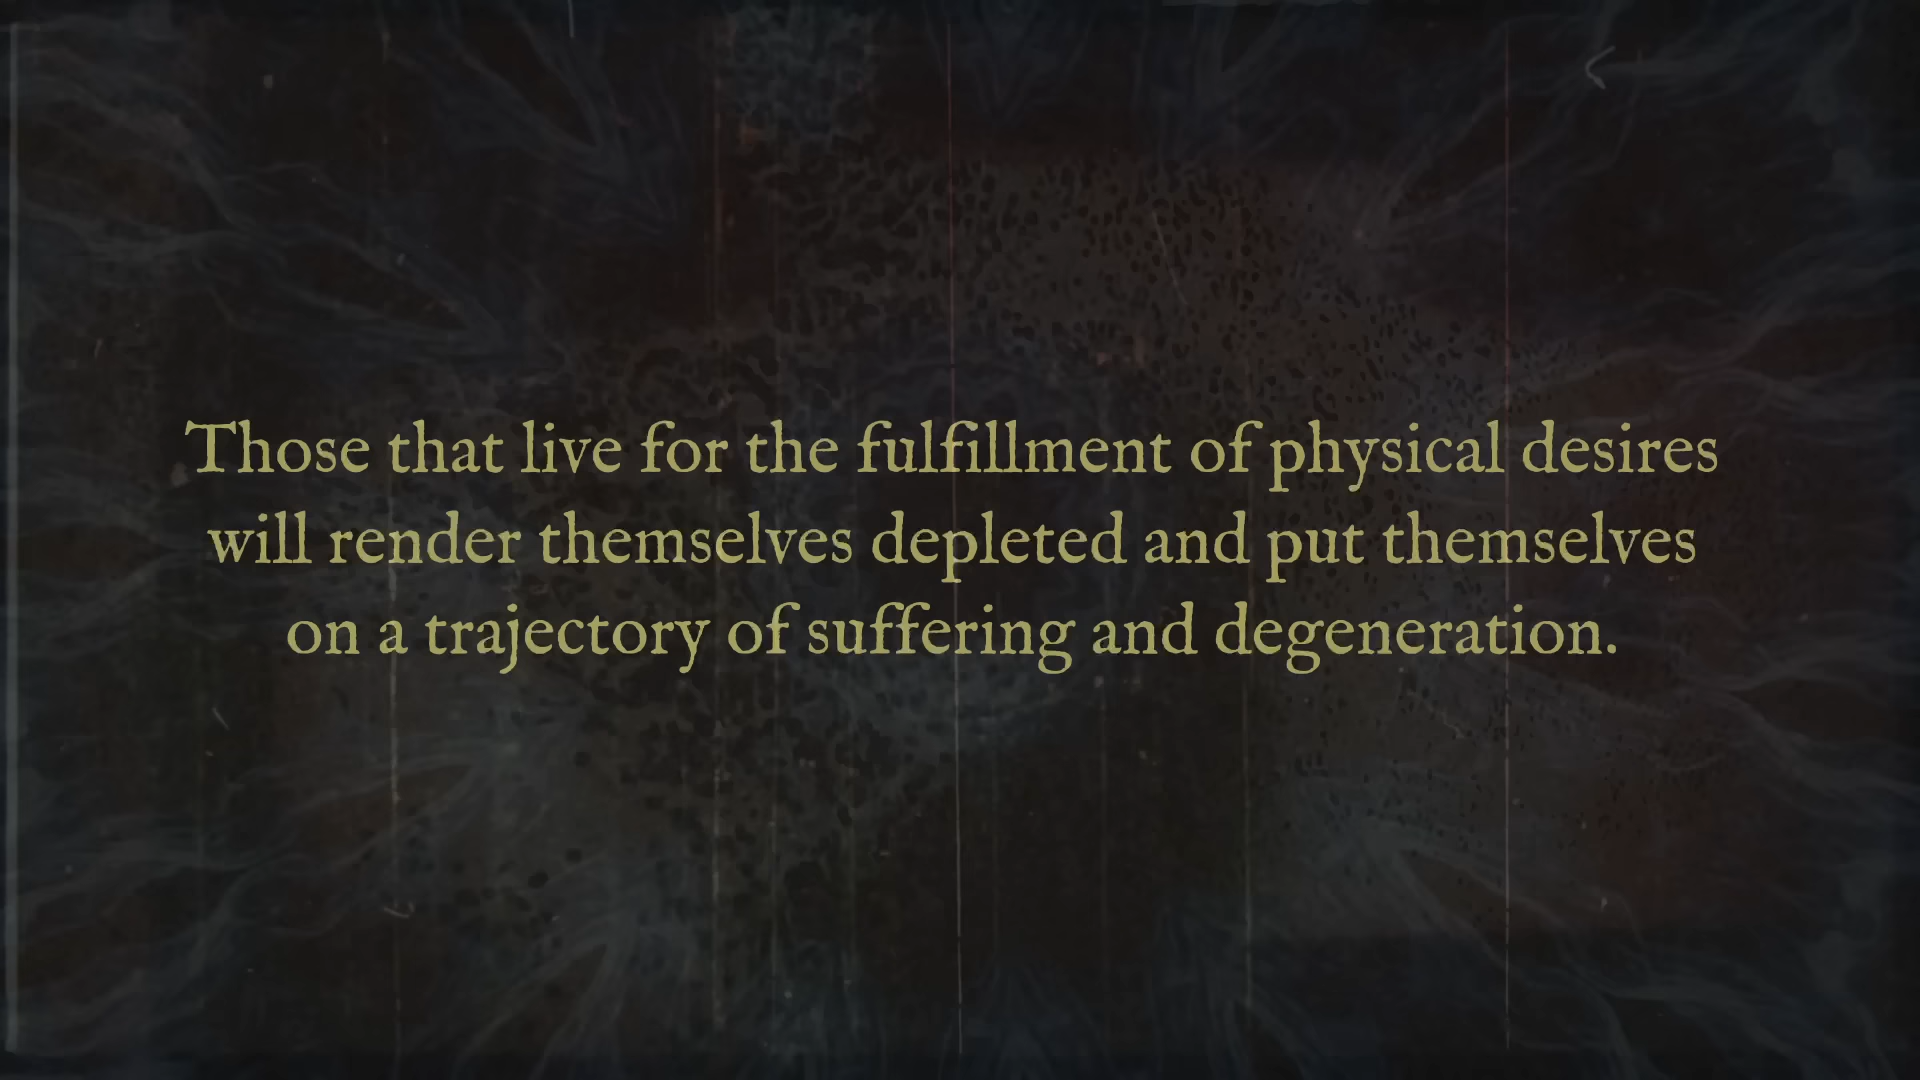 Those that live for the fulfillment of physical desires
will render themselves depleted and put themselves
on a trajectory of suffering and degeneration.